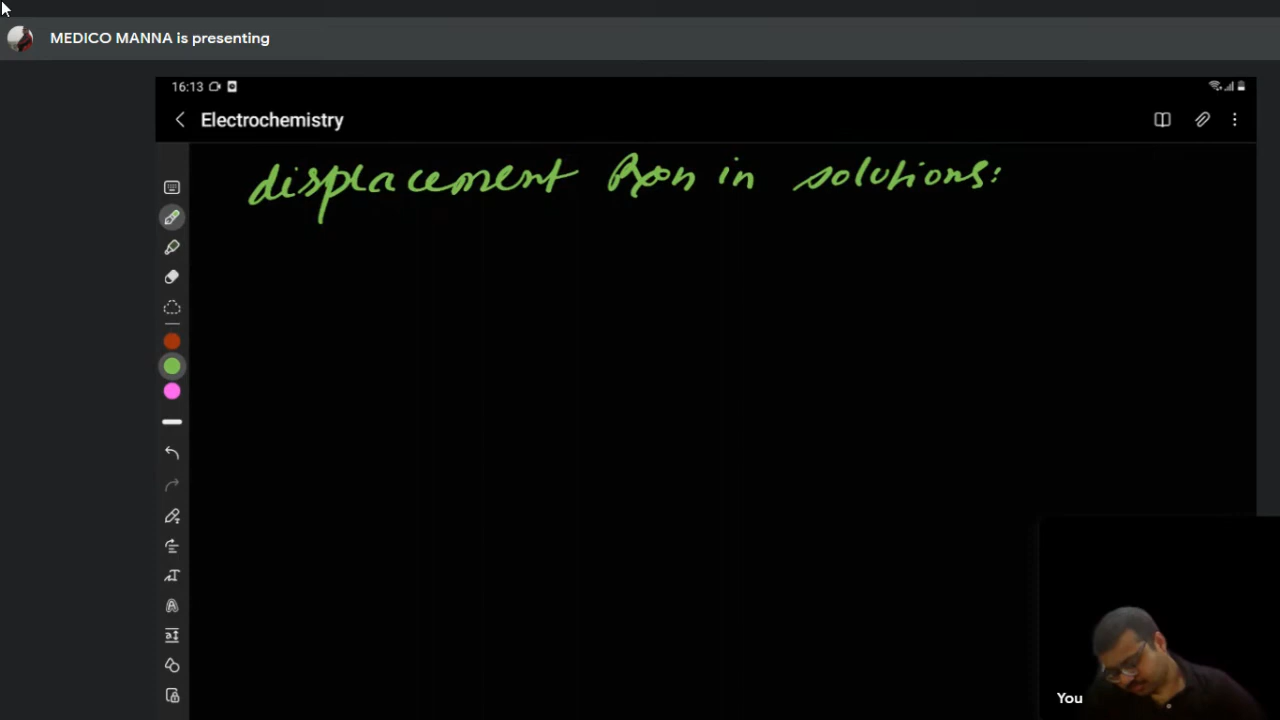 MEDICO MANNA is presenting
16:13
Electrochemistry
displacement Rxn in solutions:
You